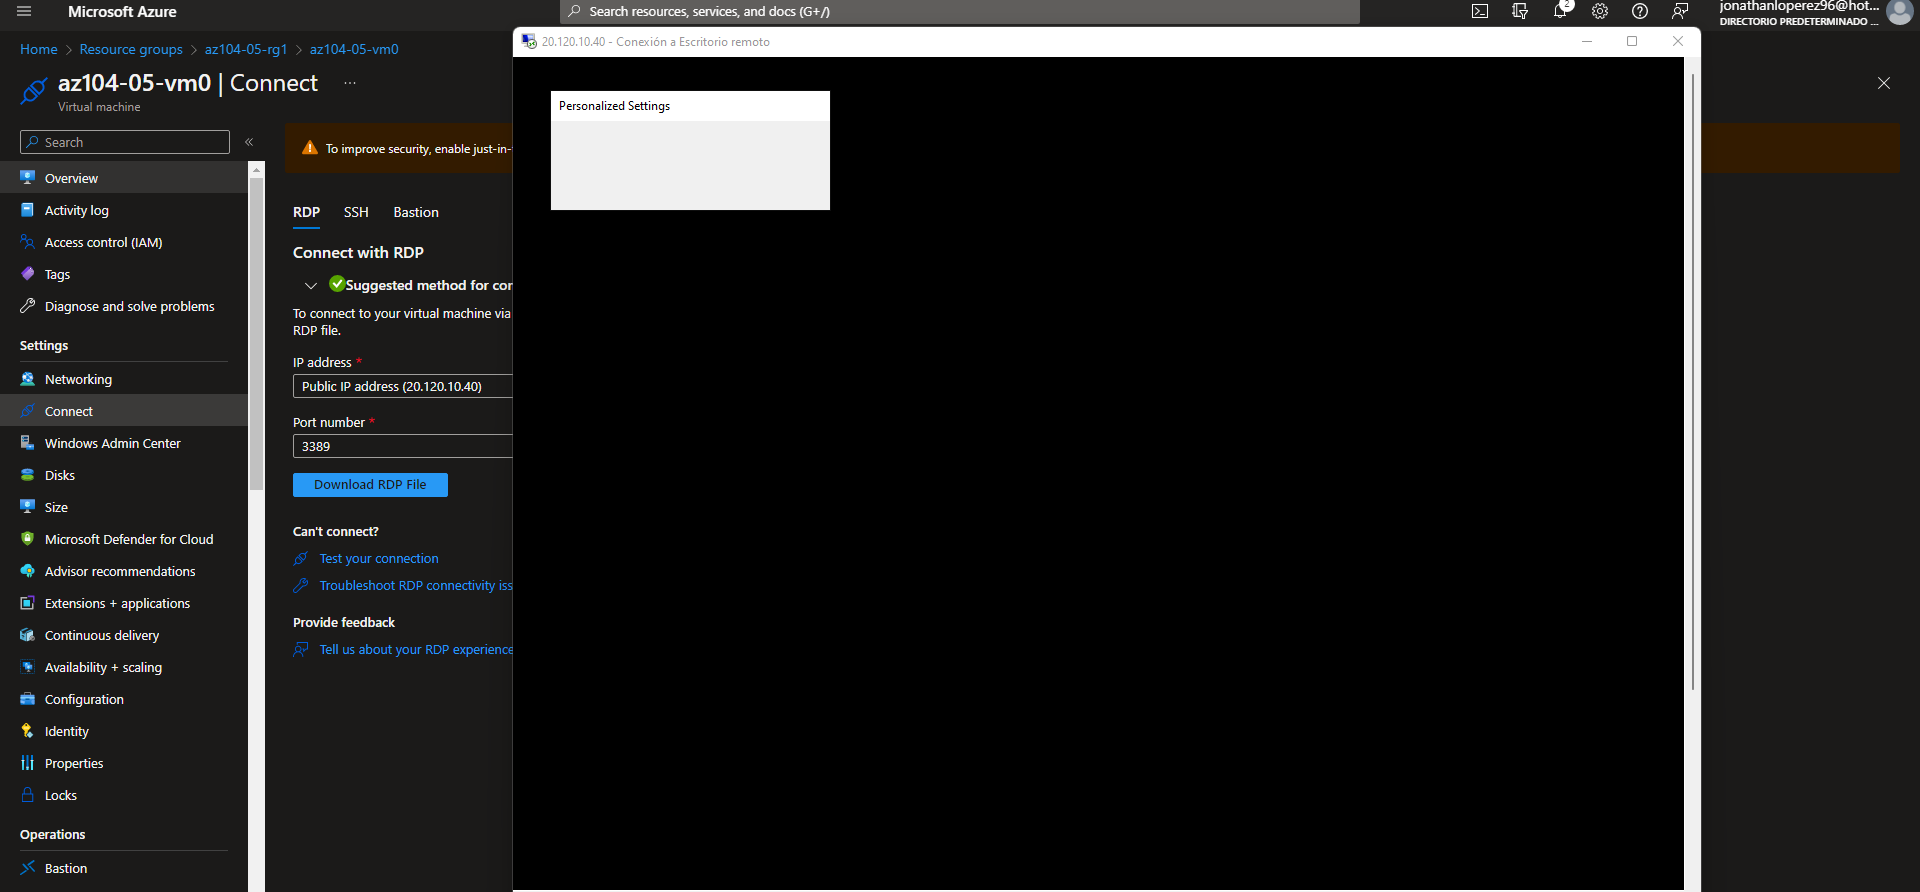 Microsoft Azure
Search resources, services, and docs (G+/)
2
jonathanloperez96@hot...
DIRECTORIO PREDETERMINADO ...
Home > Resource groups > az104-05-rg1 > az104-05-vm0
az104-05-vm0 | Connect ...
Virtual machine
Search
«
Overview
Activity log
Access control (IAM)
Tags
Diagnose and solve problems
Settings
Networking
Connect
Windows Admin Center
Disks
Size
Microsoft Defender for Cloud
Advisor recommendations
Extensions + applications
Continuous delivery
Availability + scaling
Configuration
Identity
Properties
Locks
Operations
Bastion
To improve security, enable just-in-
RDP SSH Bastion
Connect with RDP
Suggested method for cor
To connect to your virtual machine via
RDP file.
IP address *
Public IP address (20.120.10.40)
Port number *
3389
Download RDP File
Can't connect?
Test your connection
Troubleshoot RDP connectivity iss
Provide feedback
Tell us about your RDP experience
20.120.10.40 - Conexión a Escritorio remoto
Personalized Settings